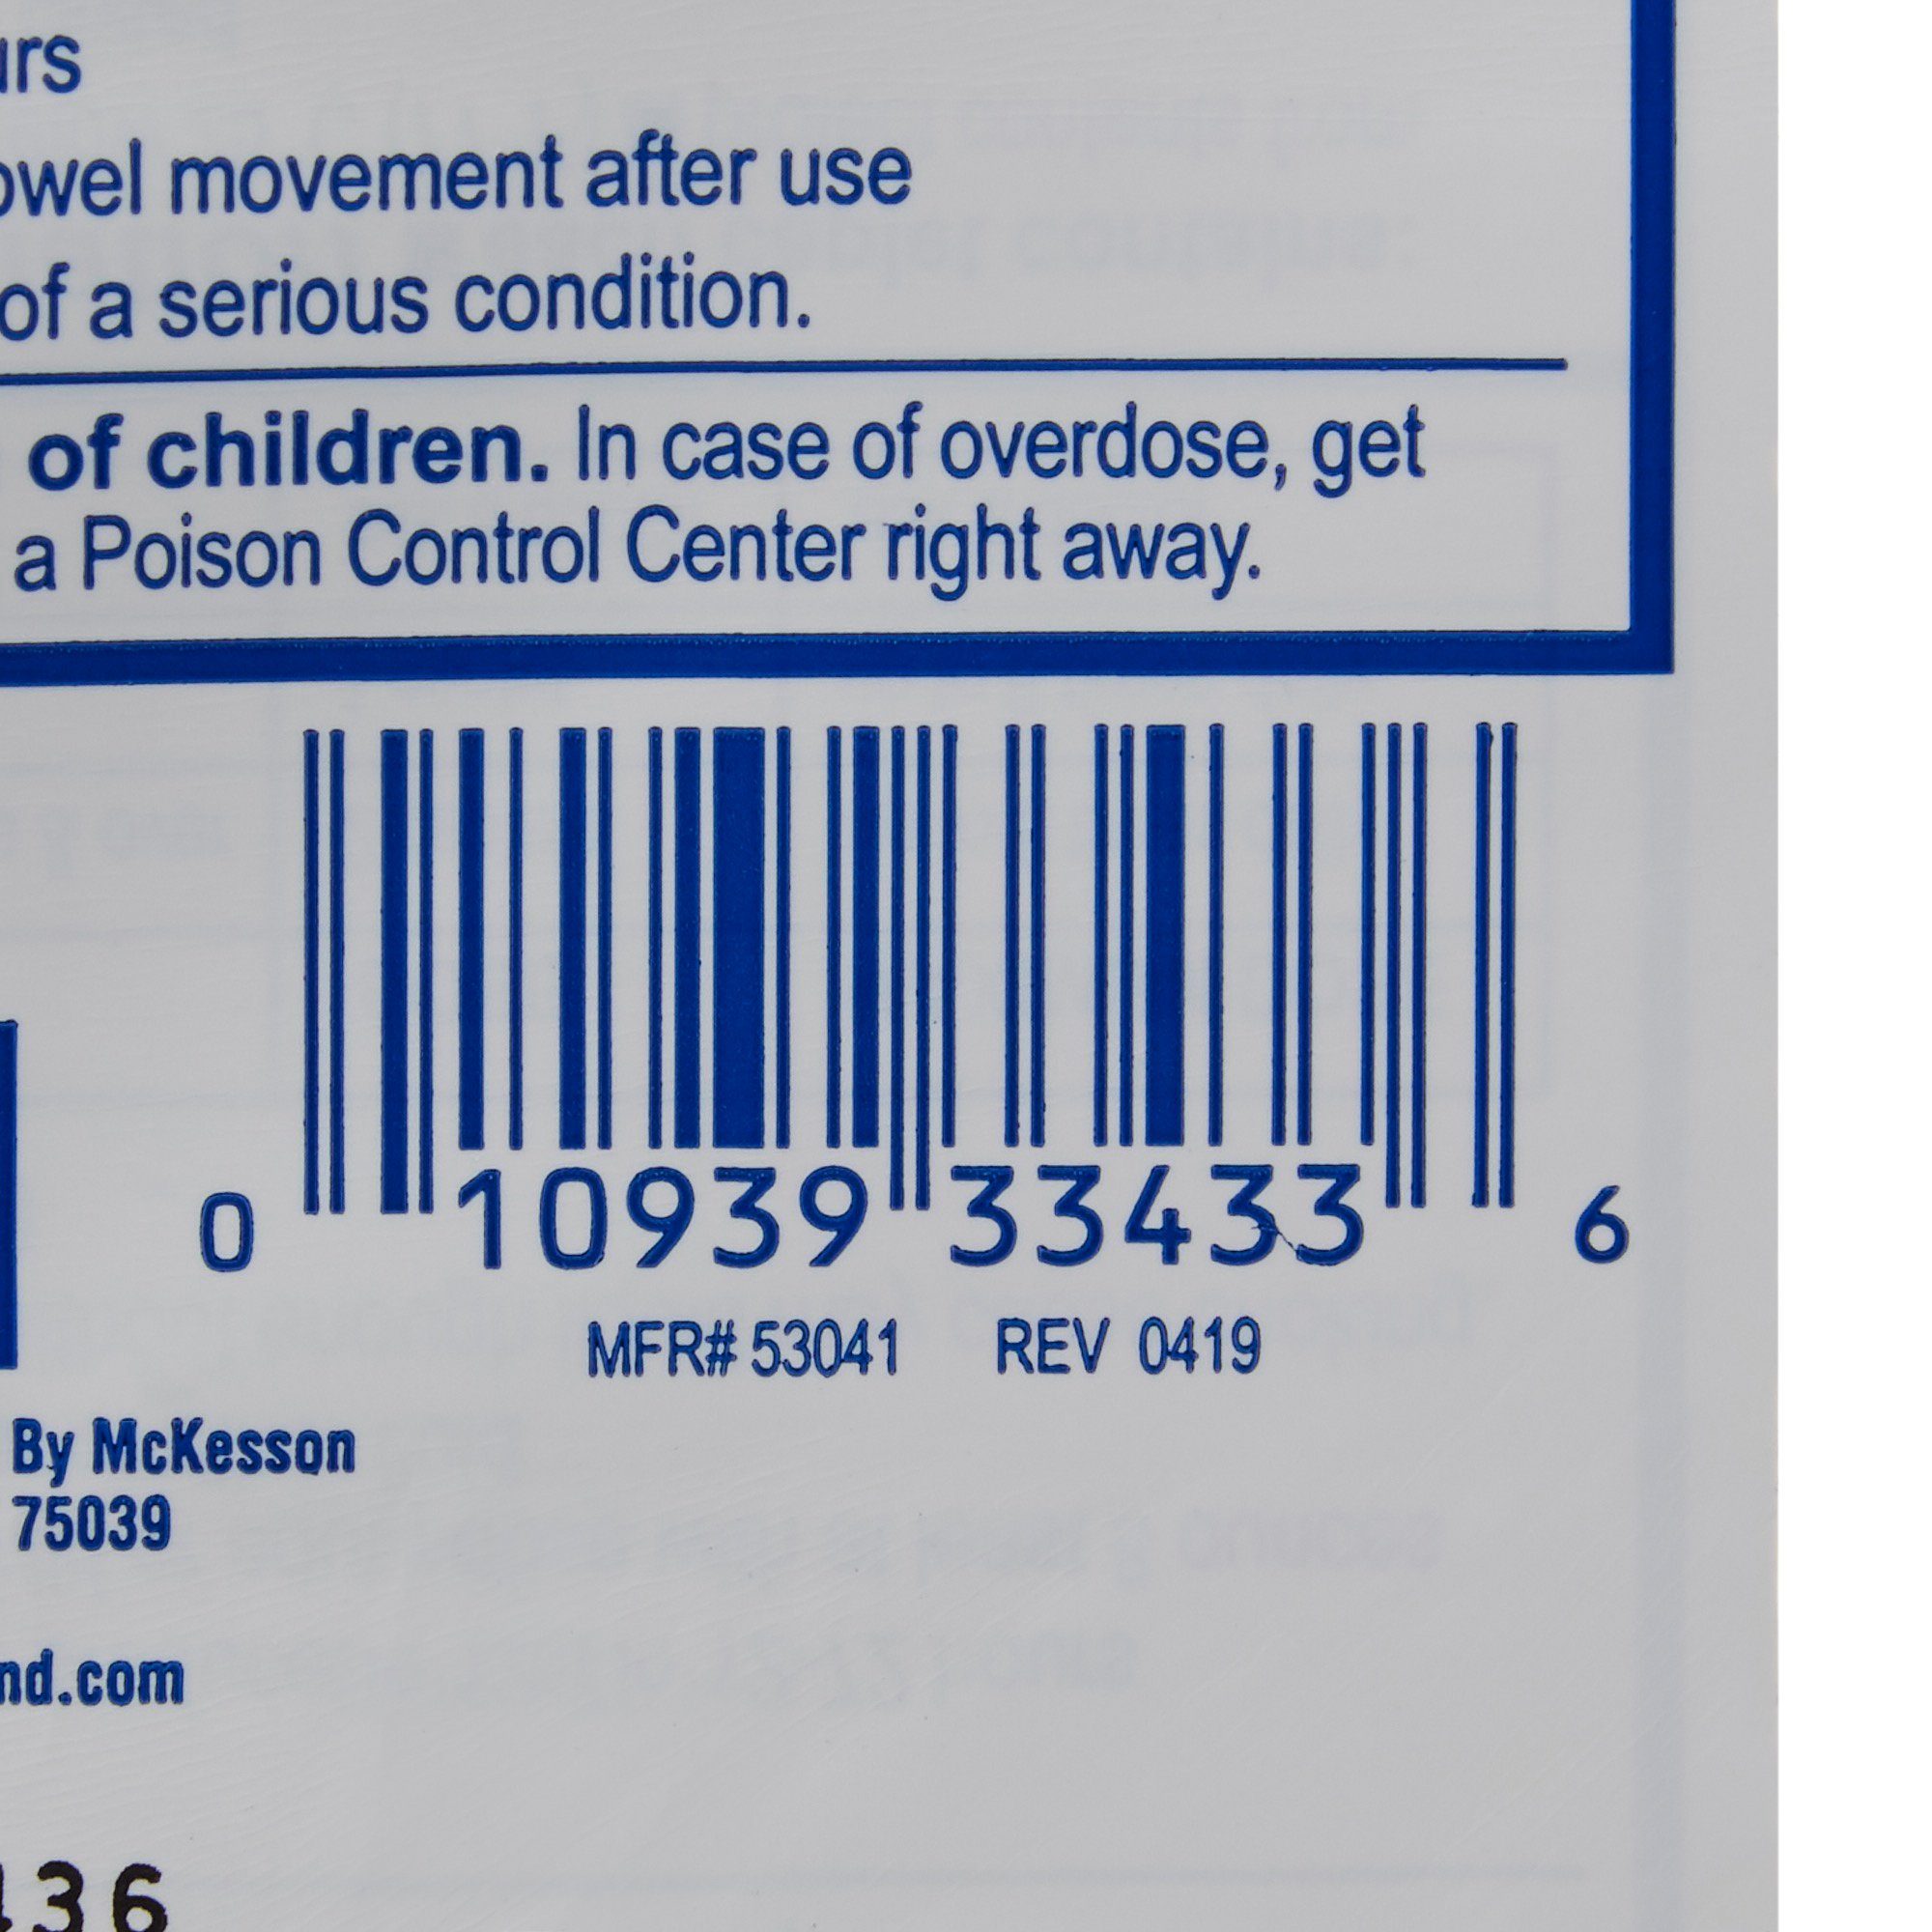 urs
owel movement after use
of a serious condition.
of children. In case of overdose, get
a Poison Control Center right away.
0 10939 33433 6
MFR# 53041 REV 0419
By McKesson
75039
nd.com
436